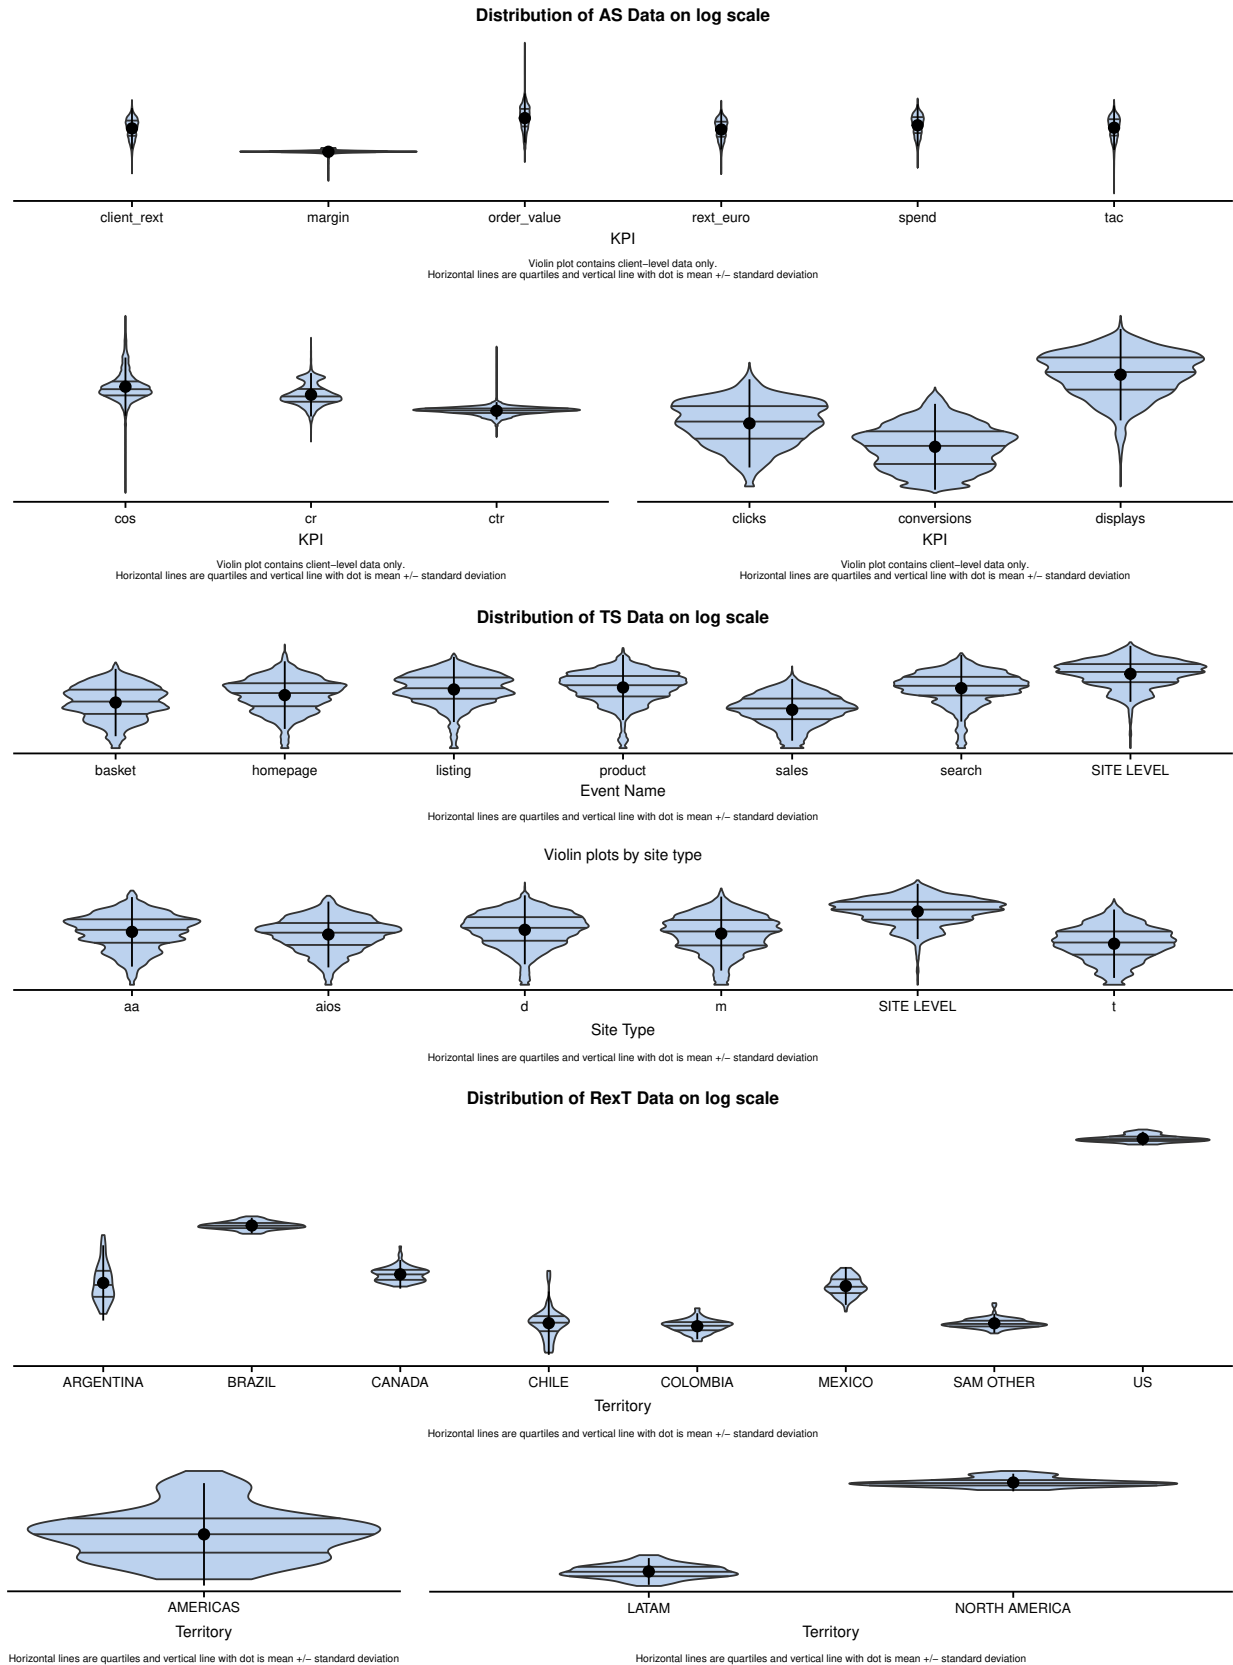 Distribution of AS Data on log scale
client_rext margin order_value rext_euro spend tac
KPI
Violin plot contains client−level data only.
Horizontal lines are quartiles and vertical line with dot is mean +/− standard deviation
cos cr ctr
KPI
Violin plot contains client−level data only.
Horizontal lines are quartiles and vertical line with dot is mean +/− standard deviation
clicks conversions displays
KPI
Violin plot contains client−level data only.
Horizontal lines are quartiles and vertical line with dot is mean +/− standard deviation
Distribution of TS Data on log scale
basket homepage listing product sales search SITE LEVEL
Event Name
Horizontal lines are quartiles and vertical line with dot is mean +/− standard deviation
Violin plots by site type
aa aios d m SITE LEVEL t
Site Type
Horizontal lines are quartiles and vertical line with dot is mean +/− standard deviation
Distribution of RexT Data on log scale
ARGENTINA BRAZIL CANADA CHILE COLOMBIA MEXICO SAM OTHER US
Territory
Horizontal lines are quartiles and vertical line with dot is mean +/− standard deviation
AMERICAS
Territory
Horizontal lines are quartiles and vertical line with dot is mean +/− standard deviation
LATAM NORTH AMERICA
Territory
Horizontal lines are quartiles and vertical line with dot is mean +/− standard deviation